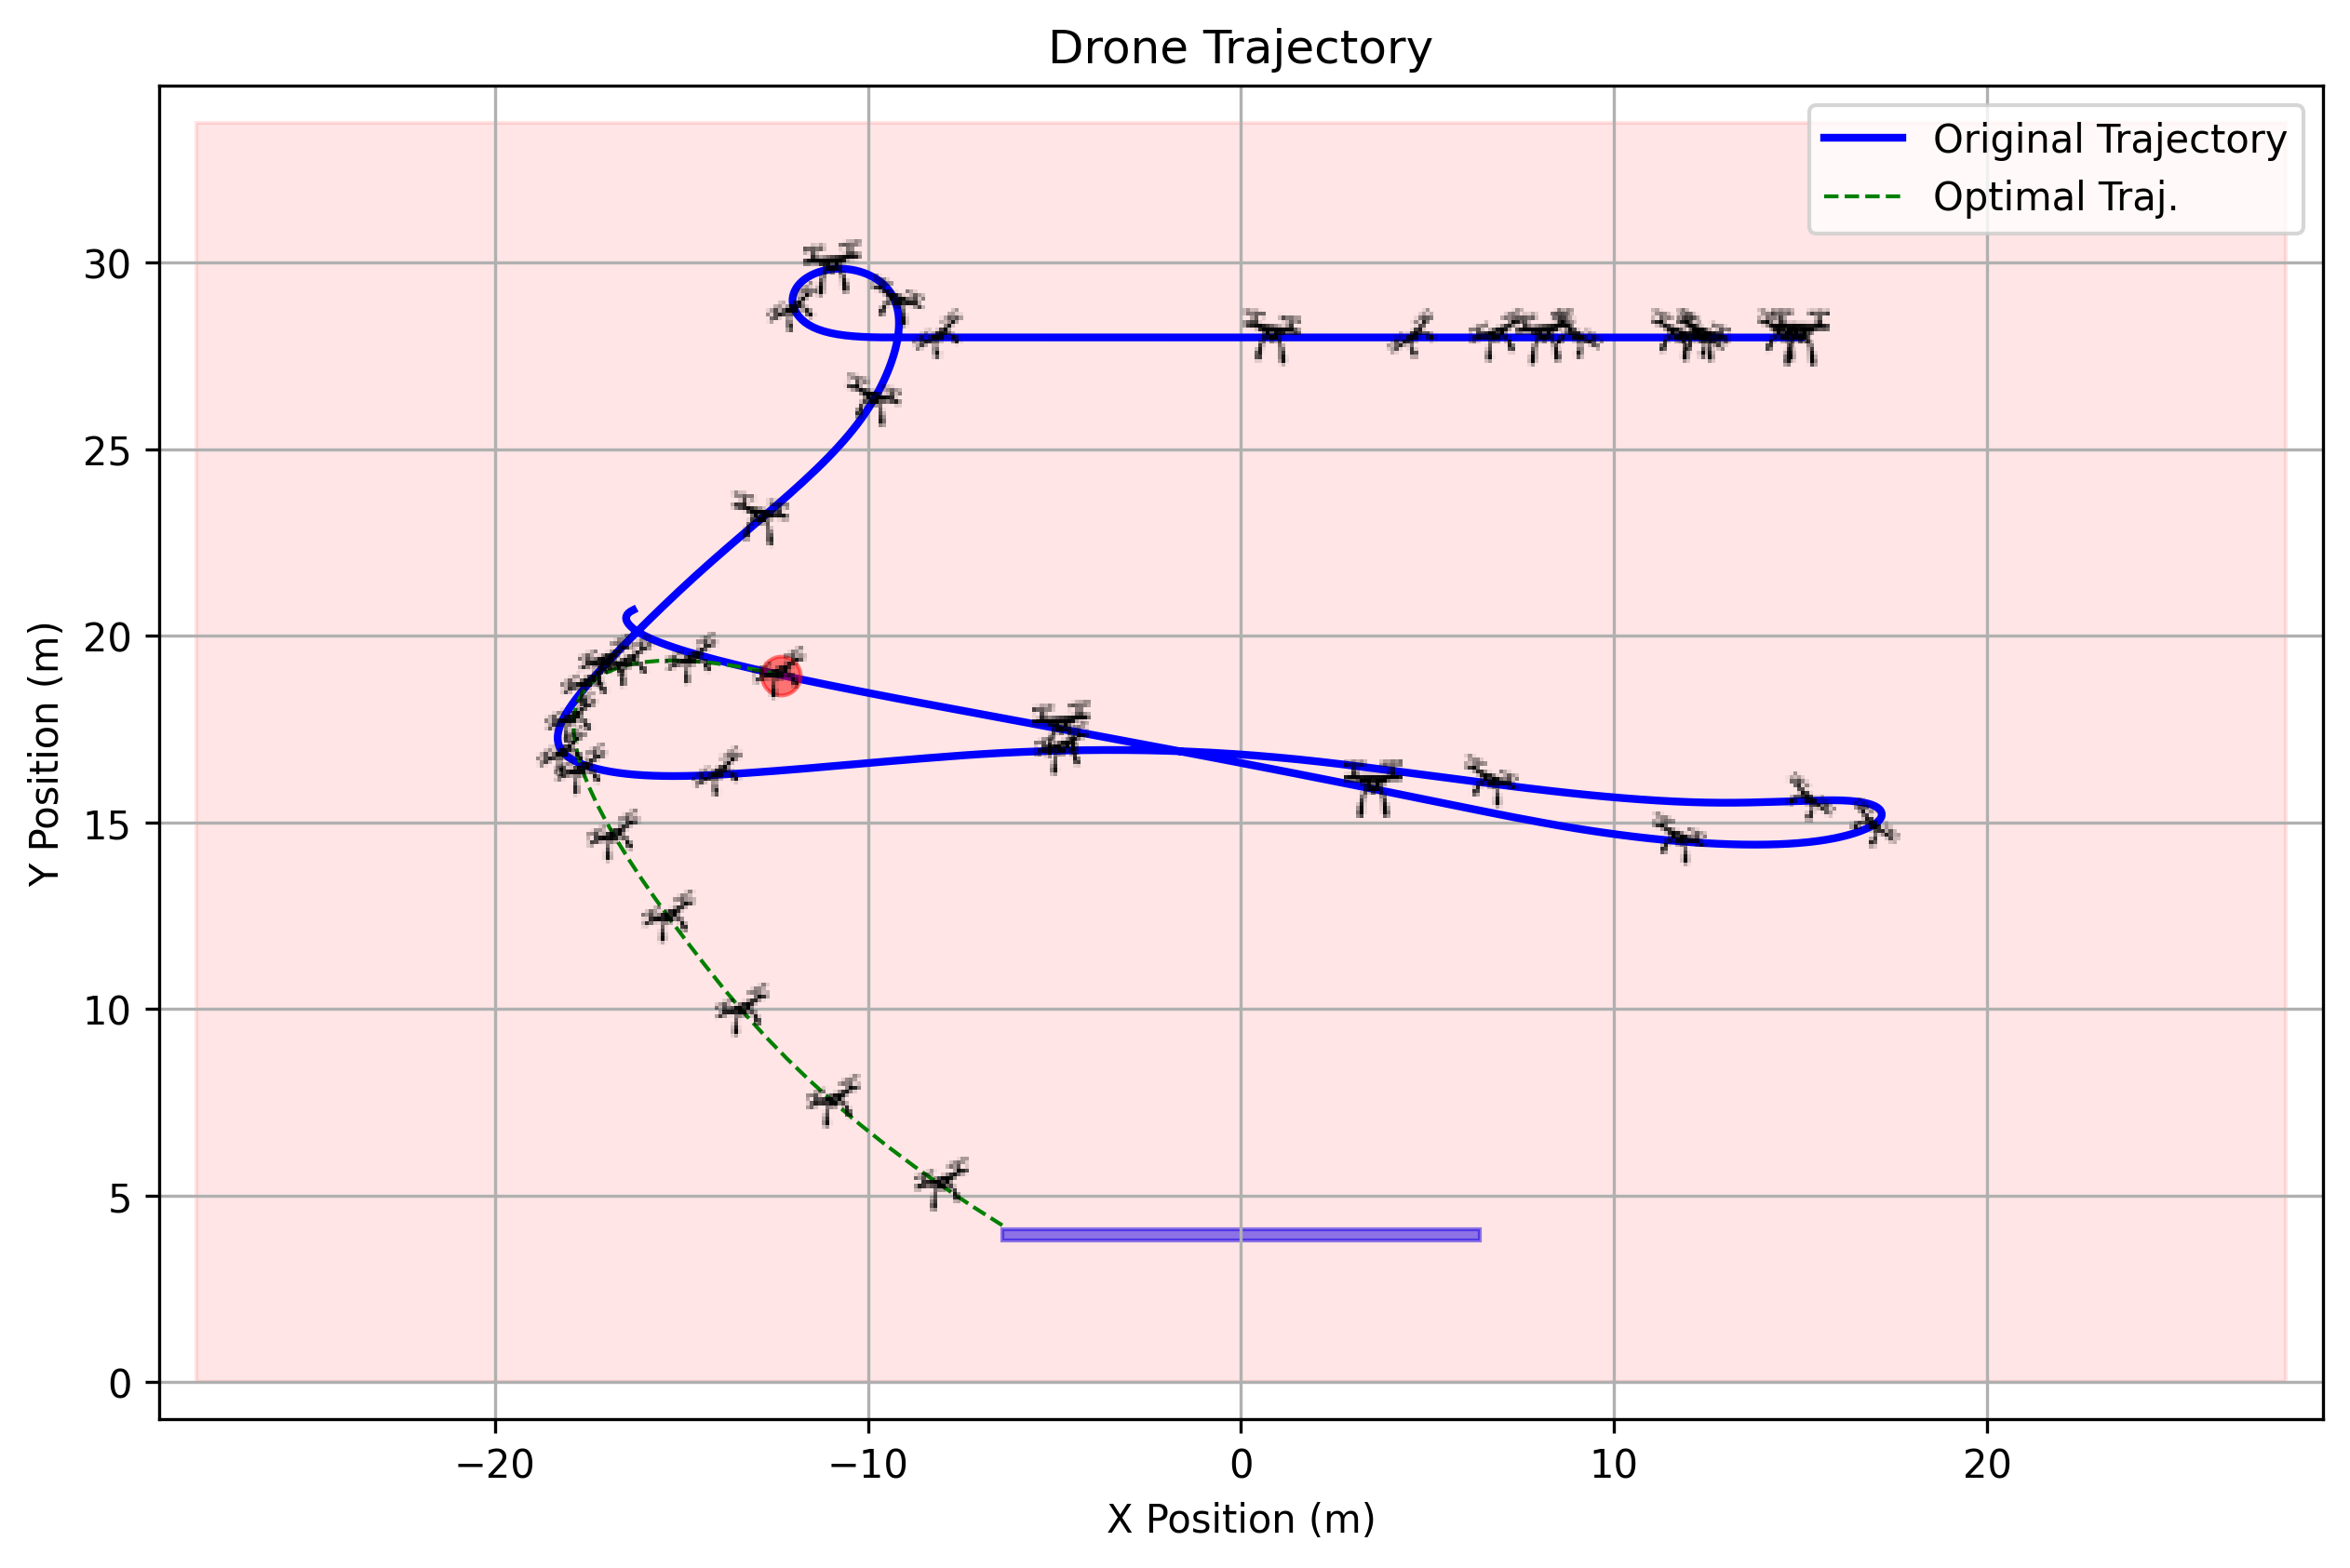 Drone Trajectory
Original Trajectory
Optimal Traj.
30
25
20
15
10
5
0
Y Position (m)
−20
−10
0
10
20
X Position (m)